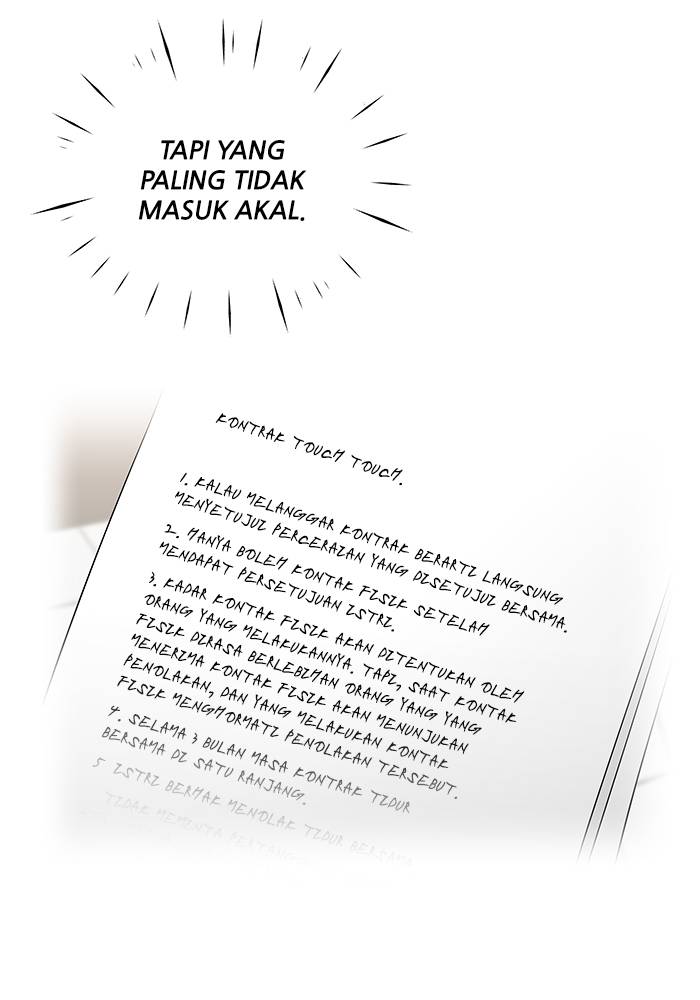 TAPI YANG
PALING TIDAK
MASUK AKAL.
KONTRAK TOUCH TOUCH.
1. KALAU MELANGGAR KONTRAK BERARTI LANGSUNG
MENYETUJUI PERCERAIAN YANG DISETUJUI BERSAMA.
2. HANYA BOLEH KONTAK FISIK SETELAH
MENDAPAT PERSETUJUAN ISTRI.
3. KADAR KONTAK FISIK AKAN DITENTUKAN OLEH
ORANG YANG MELAKUKANNYA. TAPI, SAAT KONTAK
FISIK DIRASA BERLEBIHAN ORANG YANG YANG
MENERIMA KONTAK FISIK AKAN MENUNJUKAN
PENOLAKAN, DAN YANG MELAKUKAN KONTAK
FISIK MENGHORMATI PENOLAKAN TERSEBUT.
4. SELAMA 3 BULAN MASA KONTRAK TIDUR
BERSAMA DI SATU RANJANG.
5 ISTRI BERHAK MENOLAK TIDUR BERSAMA
TIDAK MEMINTA